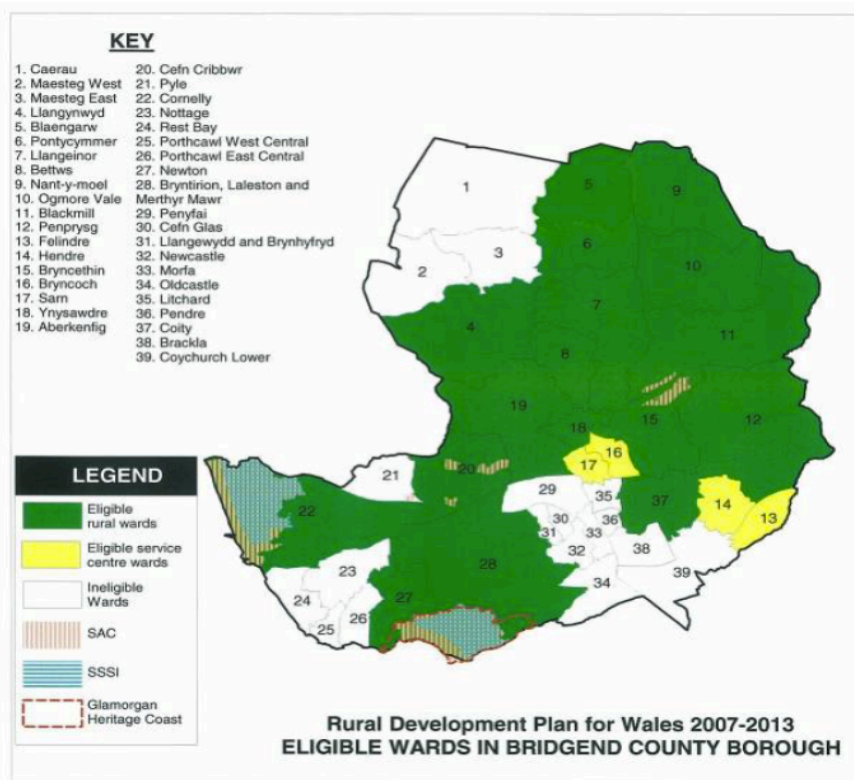 KEY
1. Caerau
2. Maesteg West
3. Maesteg East
4. Llangynwyd
5. Blaengarw
6. Pontycymmer
7. Llangeinor
8. Bettws
9. Nant-y-moel
10. Ogmore Vale
11. Blackmill
12. Penprysg
13. Felindre
14. Hendre
15. Bryncethin
16. Bryncoch
17. Sarn
18. Ynysawdre
19. Aberkenfig
20. Cefn Cribbwr
21. Pyle
22. Cornelly
23. Nottage
24. Rest Bay
25. Porthcawl West Central
26. Porthcawl East Central
27. Newton
28. Bryntirion, Laleston and
Merthyr Mawr
29. Penyfai
30. Cefn Glas
31. Llangewydd and Brynhyfryd
32. Newcastle
33. Morfa
34. Oldcastle
35. Litchard
36. Pendre
37. Coity
38. Brackla
39. Coychurch Lower
1
5
9
6
3
2
10
7
4
11
8
19
15
12
18
16
17
20
21
29
35
37
14
22
30
36
13
31
33
32
38
28
23
39
34
24
27
26
25
LEGEND
Eligible
rural wards
Eligible service
centre wards
Ineligible
Wards
SAC
SSSI
Glamorgan
Heritage Coast
Rural Development Plan for Wales 2007-2013
ELIGIBLE WARDS IN BRIDGEND COUNTY BOROUGH